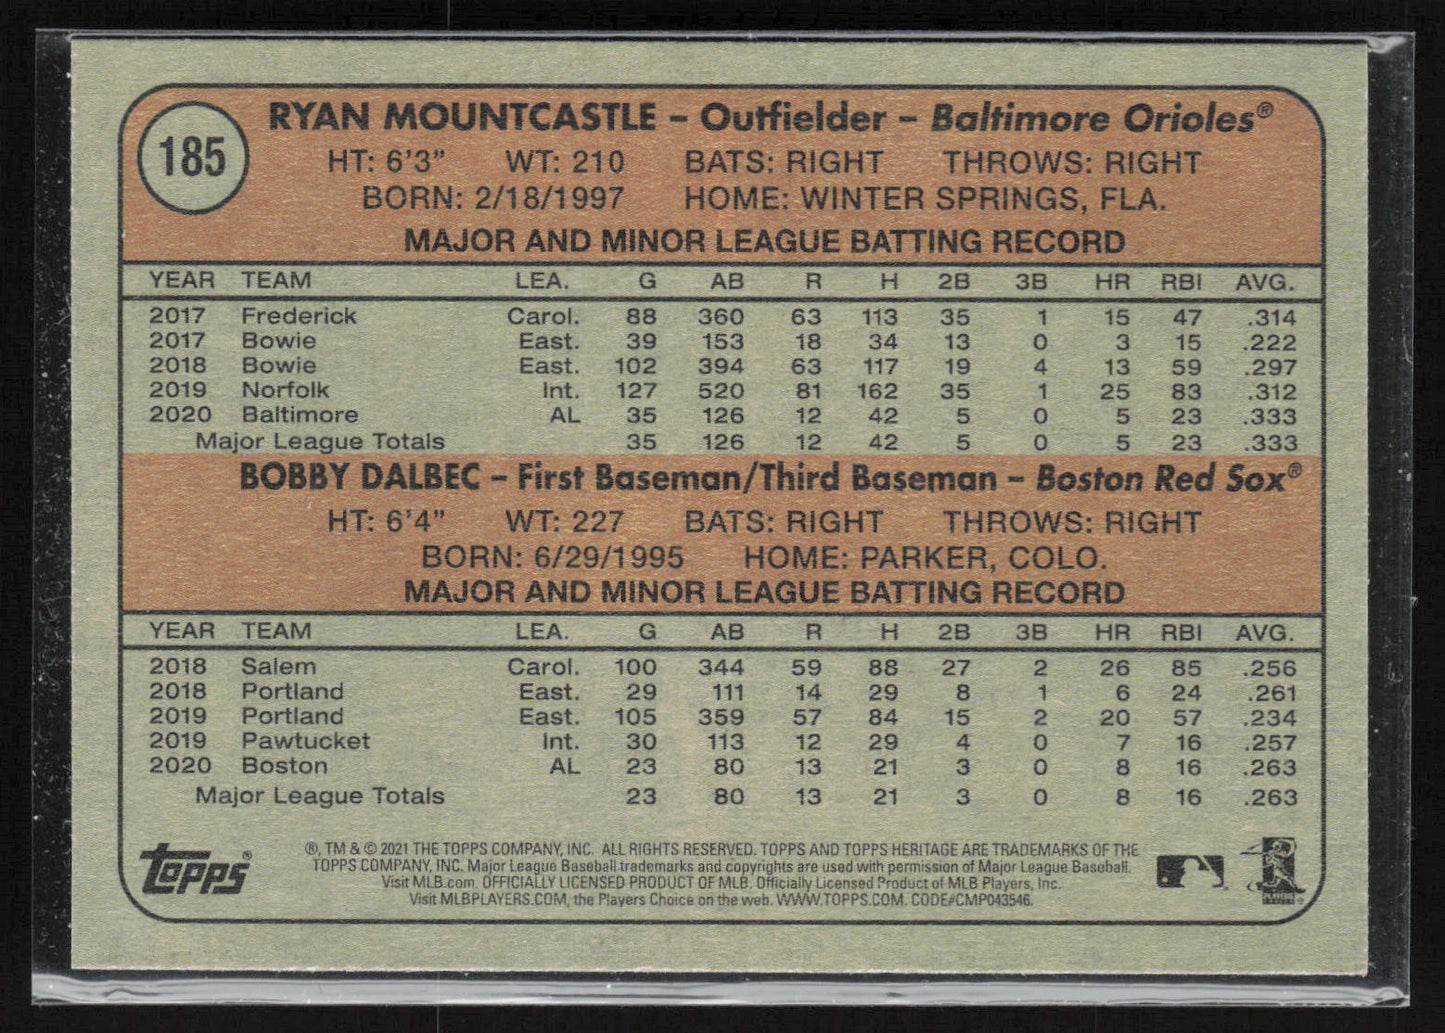 185
RYAN MOUNTCASTLE – Outfielder – Baltimore Orioles®
HT: 6'3" WT: 210 BATS: RIGHT THROWS: RIGHT
BORN: 2/18/1997 HOME: WINTER SPRINGS, FLA.
MAJOR AND MINOR LEAGUE BATTING RECORD
YEAR TEAM LEA. G AB R H 2B 3B HR RBI AVG.
2017 Frederick Carol. 88 360 63 113 35 1 15 47 .314
2017 Bowie East. 39 153 18 34 13 0 3 15 .222
2018 Bowie East. 102 394 63 117 19 4 13 59 .297
2019 Norfolk Int. 127 520 81 162 35 1 25 83 .312
2020 Baltimore AL 35 126 12 42 5 0 5 23 .333
Major League Totals 35 126 12 42 5 0 5 23 .333
BOBBY DALBEC – First Baseman/Third Baseman – Boston Red Sox®
HT: 6'4" WT: 227 BATS: RIGHT THROWS: RIGHT
BORN: 6/29/1995 HOME: PARKER, COLO.
MAJOR AND MINOR LEAGUE BATTING RECORD
YEAR TEAM LEA. G AB R H 2B 3B HR RBI AVG.
2018 Salem Carol. 100 344 59 88 27 2 26 85 .256
2018 Portland East. 29 111 14 29 8 1 6 24 .261
2019 Portland East. 105 359 57 84 15 2 20 57 .234
2019 Pawtucket Int. 30 113 12 29 4 0 7 16 .257
2020 Boston AL 23 80 13 21 3 0 8 16 .263
Major League Totals 23 80 13 21 3 0 8 16 .263
topps®
®, TM & © 2021 THE TOPPS COMPANY, INC. ALL RIGHTS RESERVED. TOPPS AND TOPPS HERITAGE ARE TRADEMARKS OF THE
TOPPS COMPANY, INC. Major League Baseball trademarks and copyrights are used with permission of Major League Baseball.
Visit MLB.com. OFFICIALLY LICENSED PRODUCT OF MLB. Officially Licensed Product of MLB Players, Inc.
Visit MLBPLAYERS.COM, the Players Choice on the web. WWW.TOPPS.COM. CODE#CMP043546.